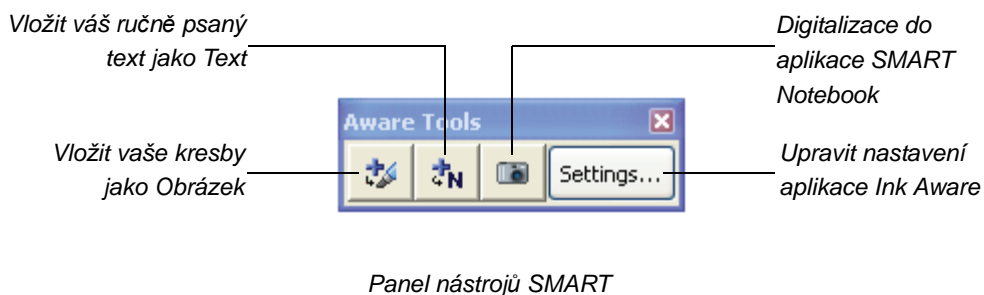 Vložit váš ručně psaný
text jako Text
Digitalizace do
aplikace SMART
Notebook
Aware Tools
Vložit vaše kresby
jako Obrázek
N
Settings...
Upravit nastavení
aplikace Ink Aware
Panel nástrojů SMART